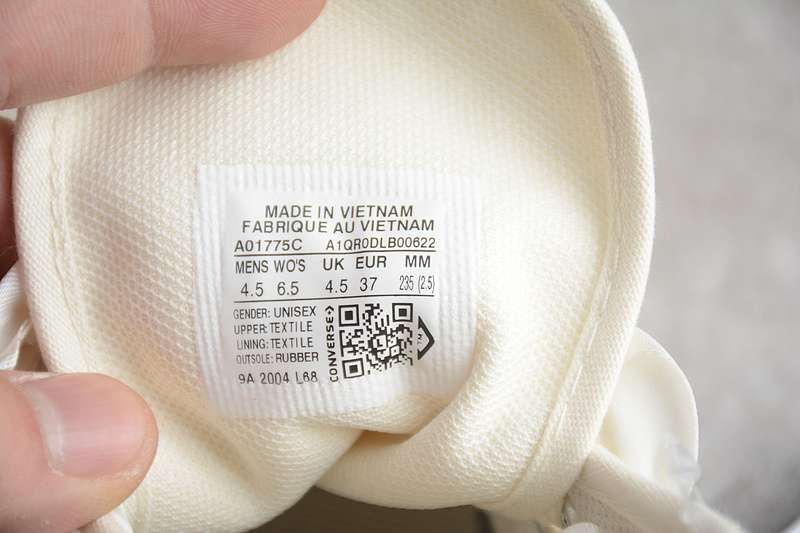 MADE IN VIETNAM
FABRIQUE AU VIETNAM
A01775C A1QR0DLB00622
MENS WO'S UK EUR MM
4.5 6.5 4.5 37 235 (2.5)
GENDER: UNISEX
UPPER: TEXTILE
LINING: TEXTILE
OUTSOLE: RUBBER
9A 2004 L68
CONVERSE
TM